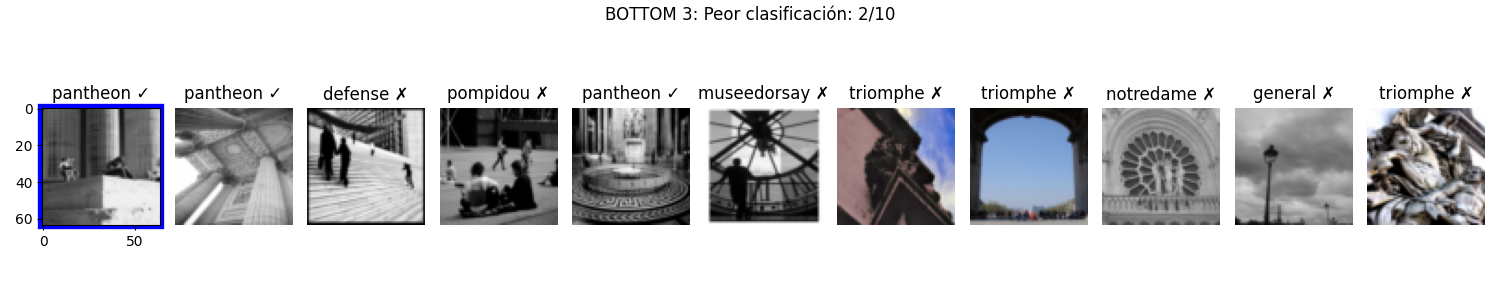 BOTTOM 3: Peor clasificación: 2/10
pantheon ✓ pantheon ✓ defense ✗ pompidou ✗ pantheon ✓ museedorsay ✗ triomphe ✗ triomphe ✗ notredame ✗ general ✗ triomphe ✗
0
20
40
60
0 50